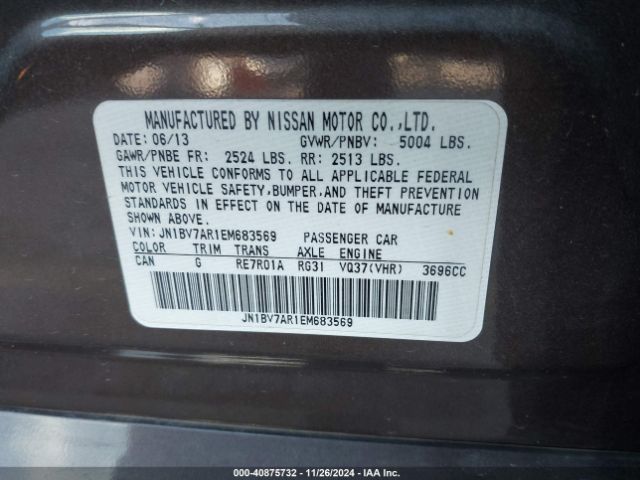 MANUFACTURED BY NISSAN MOTOR CO.,LTD.
DATE: 06/13 GVWR/PNBV: 5004 LBS.
GAWR/PNBE FR: 2524 LBS. RR: 2513 LBS.
THIS VEHICLE CONFORMS TO ALL APPLICABLE FEDERAL
MOTOR VEHICLE SAFETY,BUMPER,AND THEFT PREVENTION
STANDARDS IN EFFECT ON THE DATE OF MANUFACTURE
SHOWN ABOVE.
VIN:JN1BV7AR1EM683569 PASSENGER CAR
COLOR TRIM TRANS AXLE ENGINE
CAN G RE7R01A RG31 VQ37(VHR) 3696CC
JN1BV7AR1EM683569
000-40875732 - 11/26/2024 - IAA Inc.